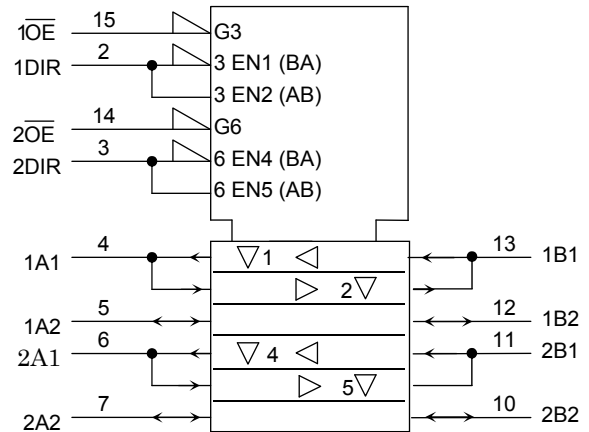 1O̅E̅ 15 G3
1DIR 2 3 EN1 (BA)
3 EN2 (AB)
2O̅E̅ 14 G6
2DIR 3 6 EN4 (BA)
6 EN5 (AB)
1A1 4 ▽1 ◁ 13 1B1
▷ 2▽
1A2 5 12 1B2
2A1 6 ▽4 ◁ 11 2B1
▷ 5▽
2A2 7 10 2B2